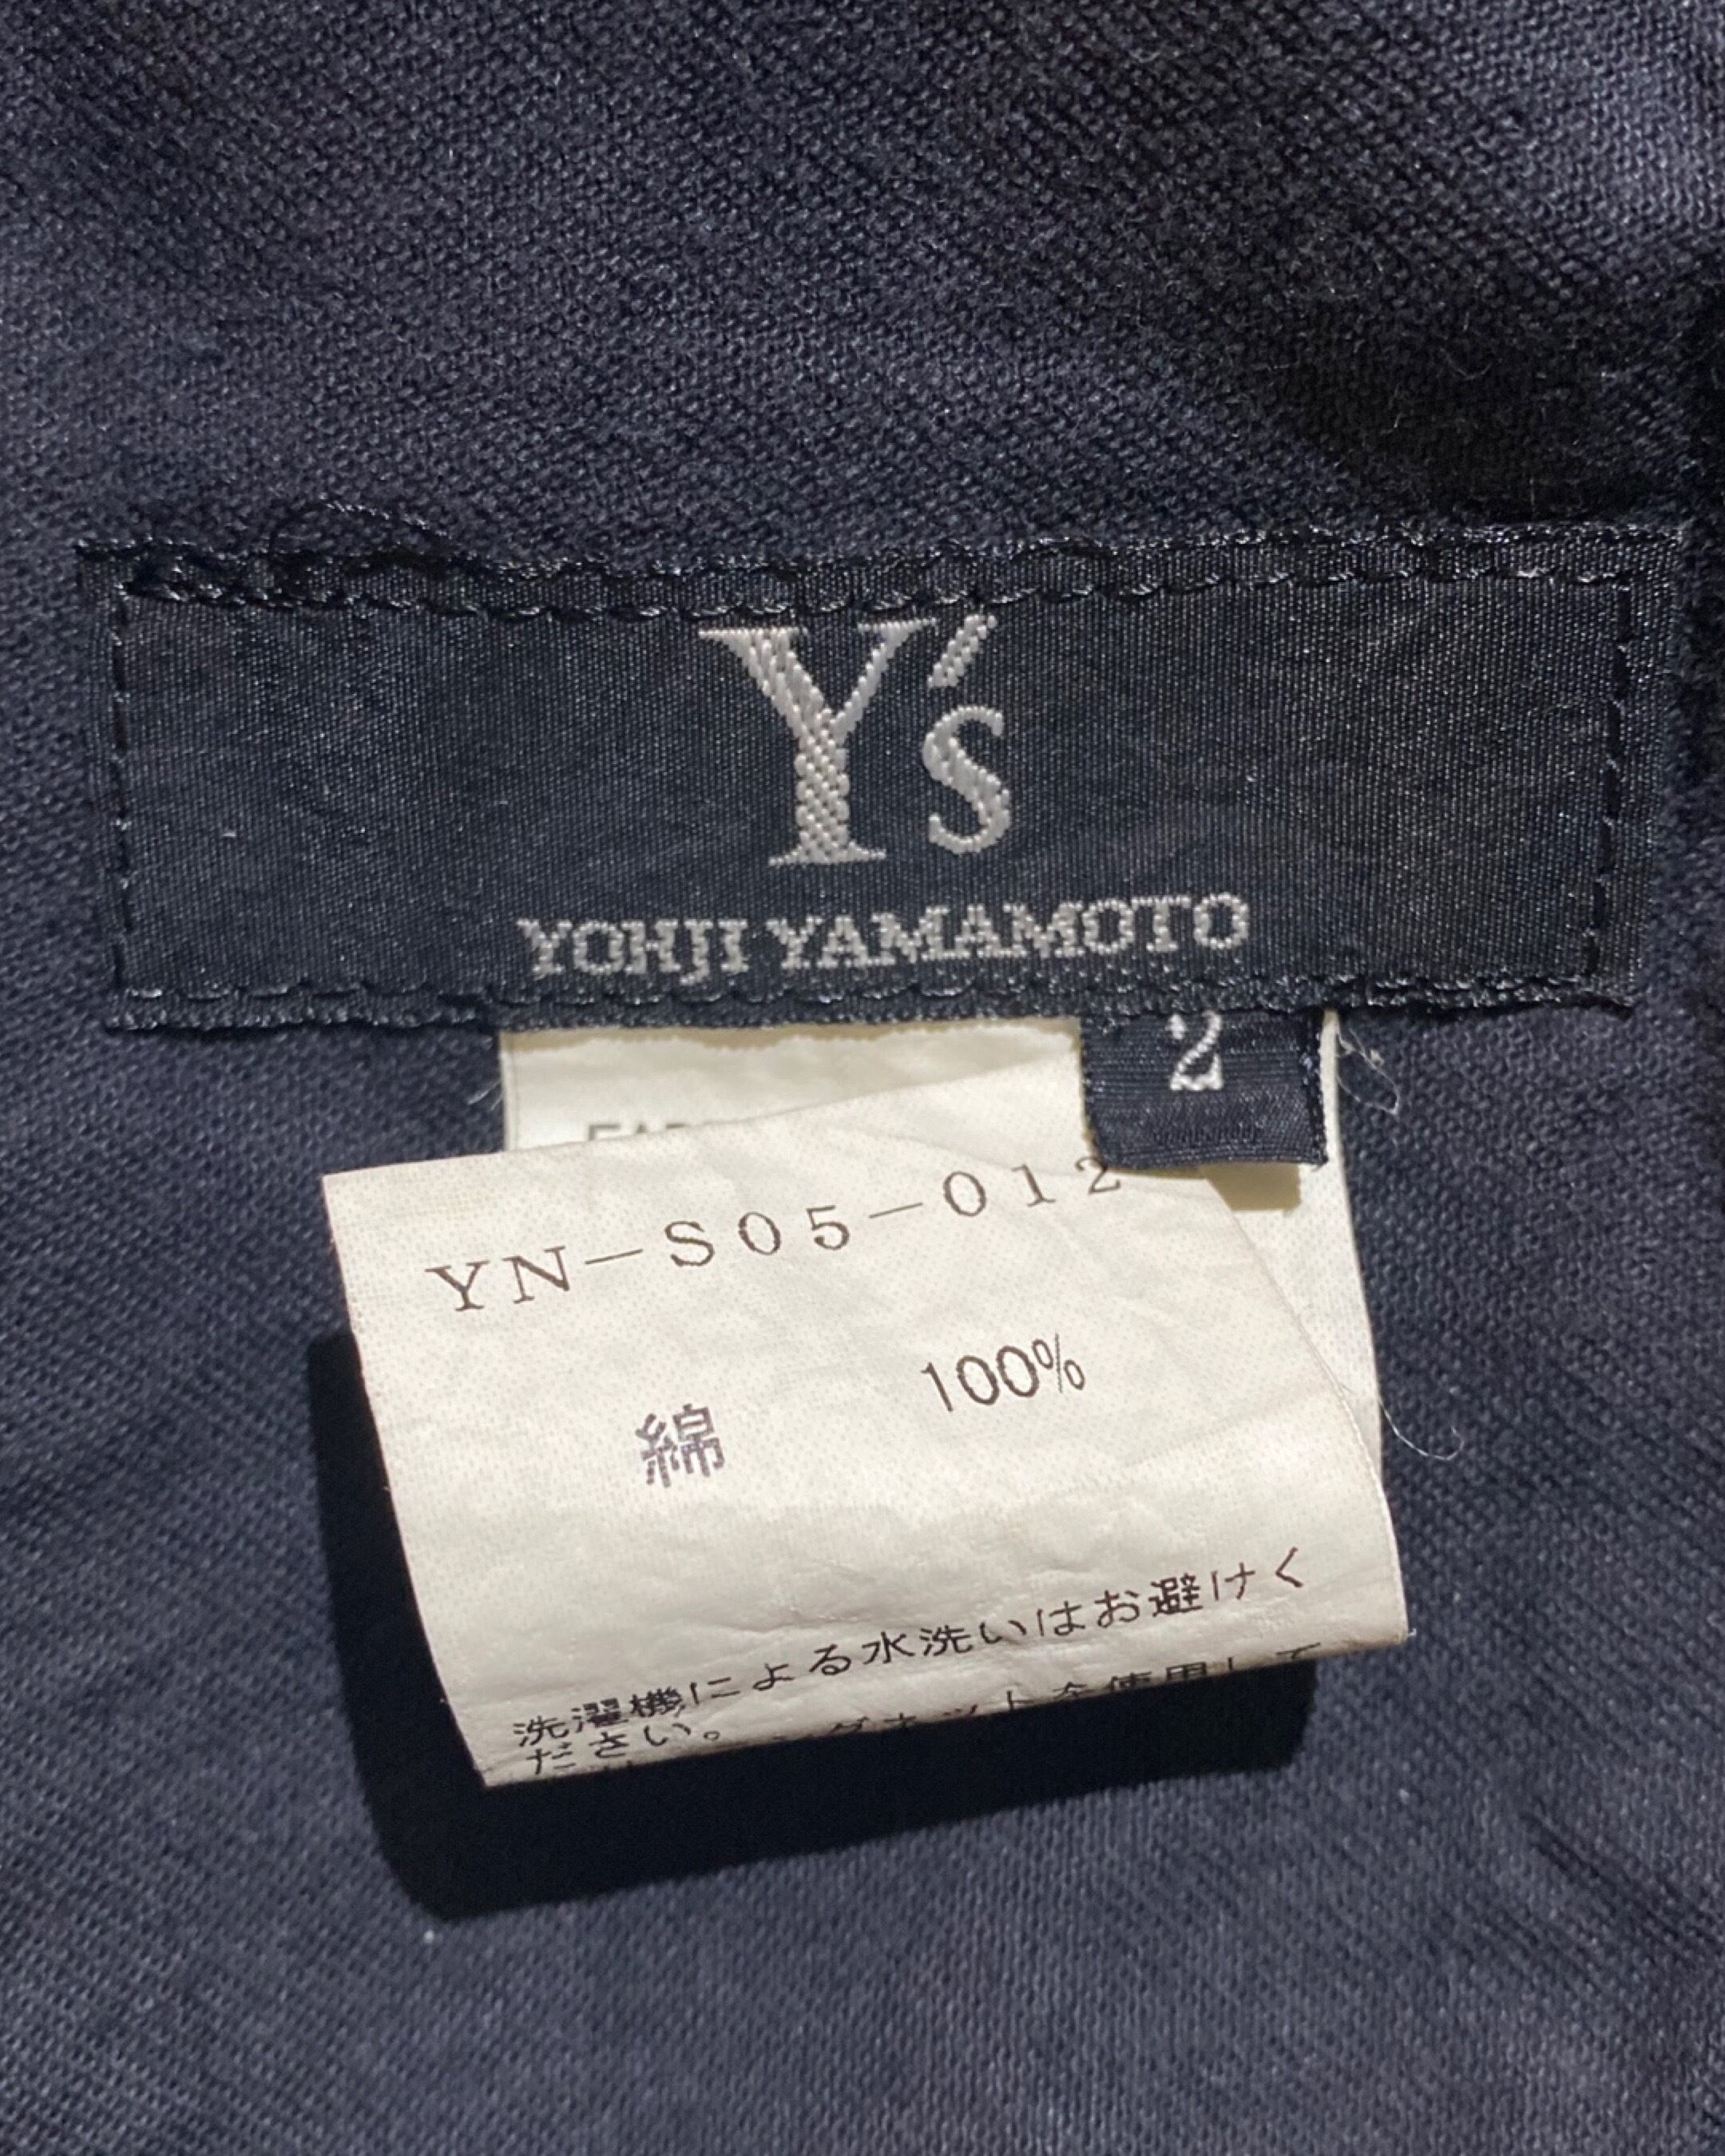 Y's
YOHJI YAMAMOTO
2
YN-S05-012
綿 100%
洗濯機による水洗いはお避けく
ださい。